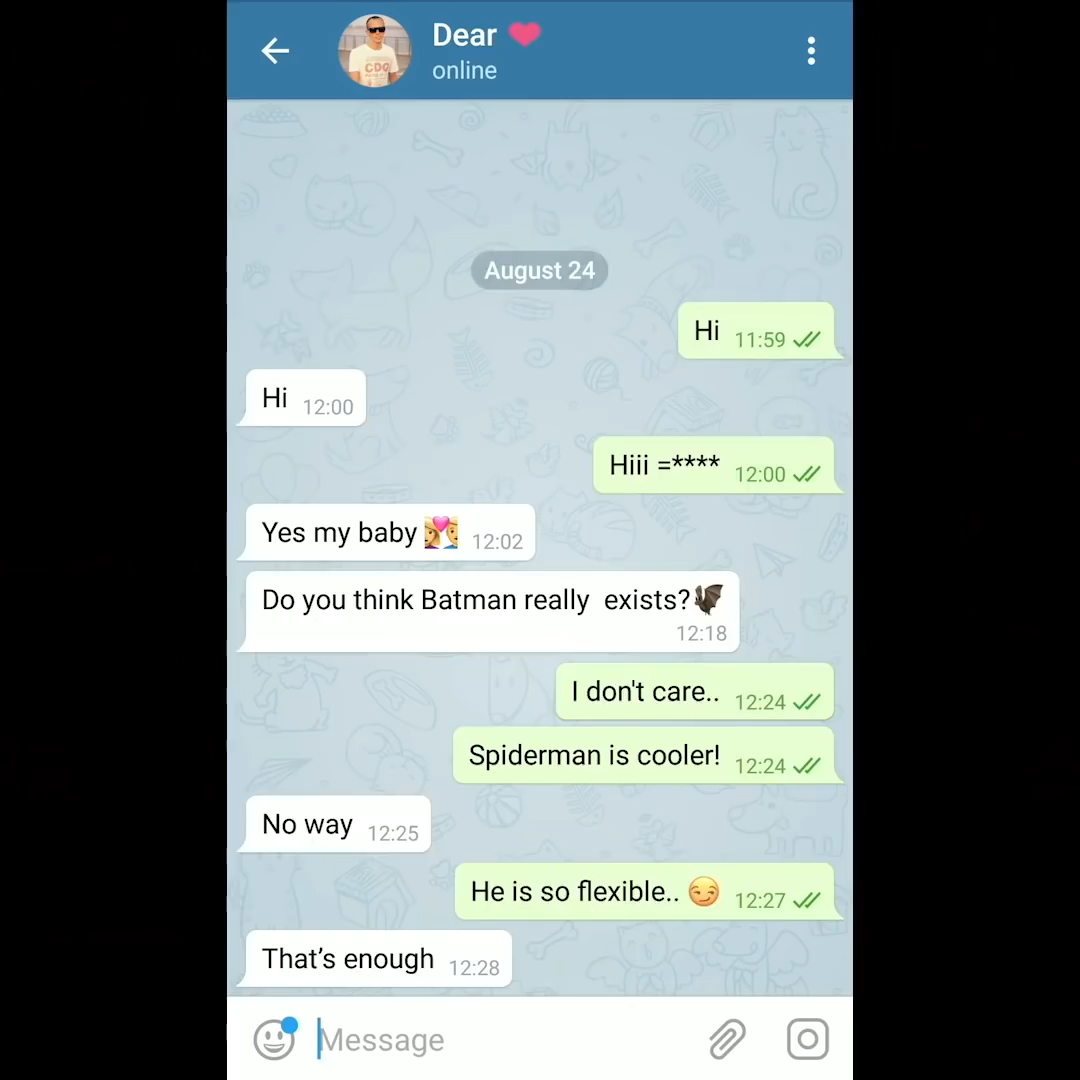 Dear ❤
online
CDG
August 24
Hi 11:59
Hi 12:00
Hiii =**** 12:00
Yes my baby 👩‍❤️‍👨 12:02
Do you think Batman really  exists?🦇
12:18
I don't care.. 12:24
Spiderman is cooler! 12:24
No way 12:25
He is so flexible.. 😏 12:27
That’s enough 12:28
Message